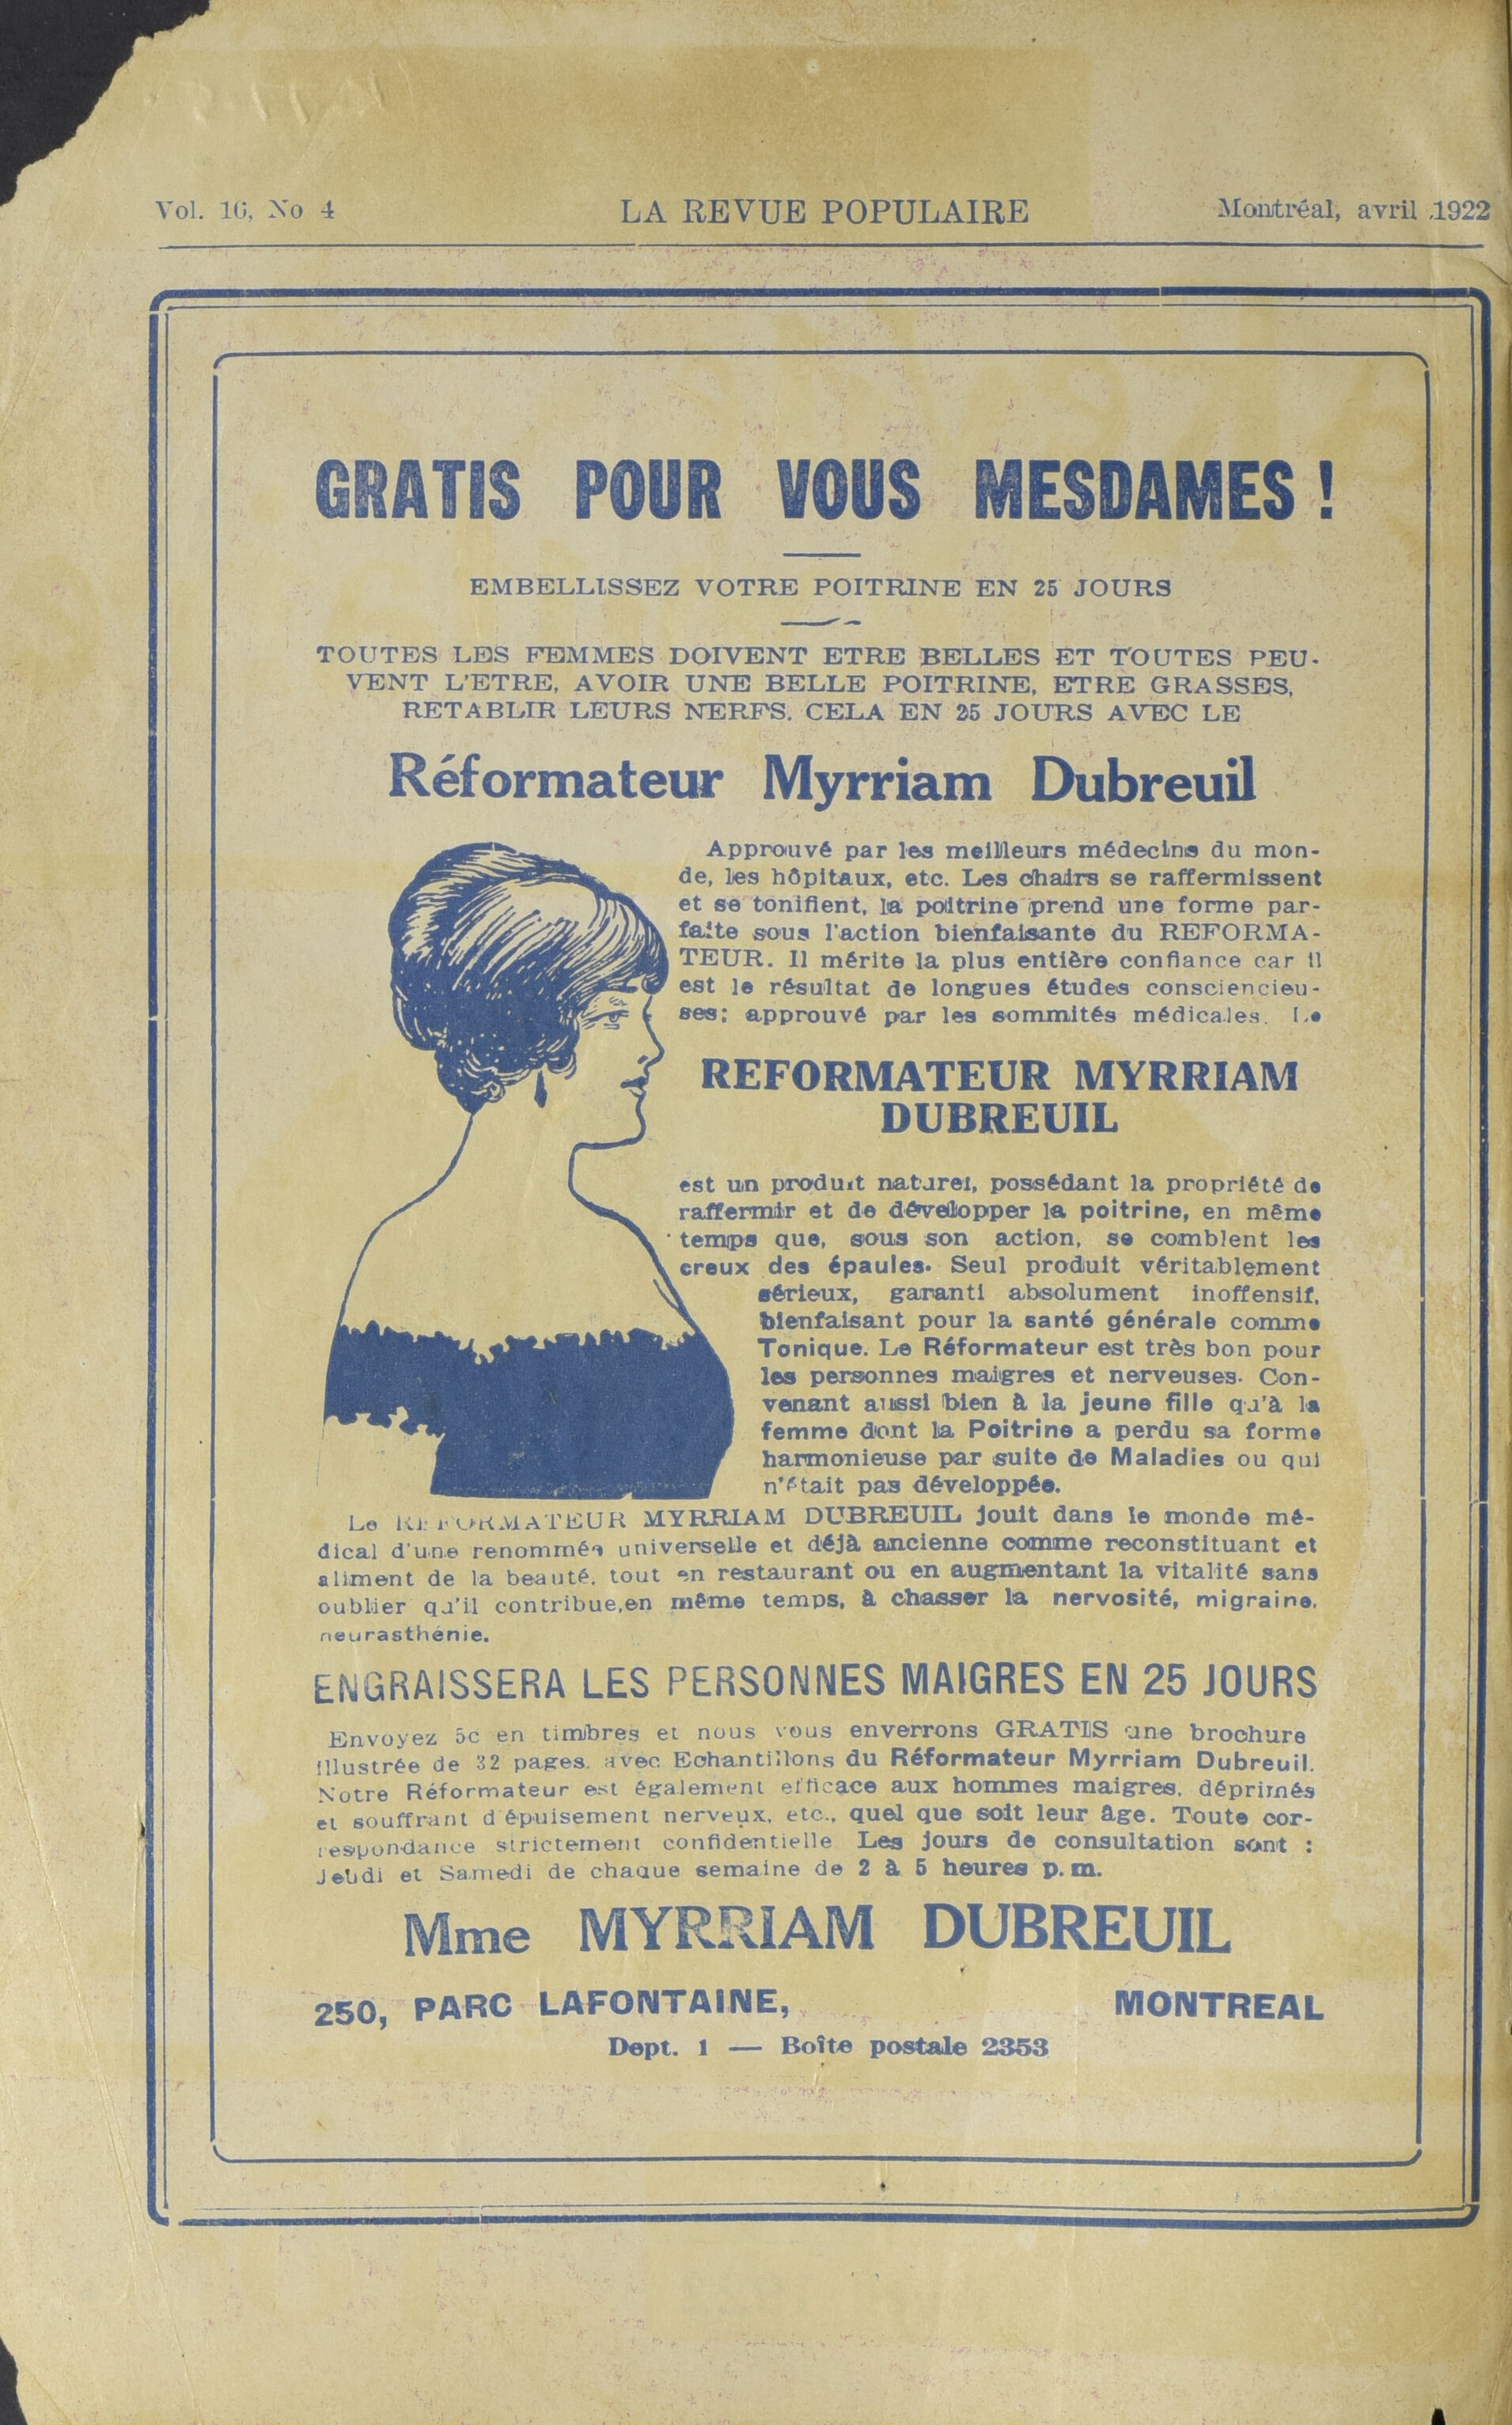 Vol. 16, No 4
LA REVUE POPULAIRE
Montréal, avril 1922
GRATIS POUR VOUS MESDAMES !
EMBELLISSEZ VOTRE POITRINE EN 25 JOURS
TOUTES LES FEMMES DOIVENT ETRE BELLES ET TOUTES PEU-
VENT L'ETRE, AVOIR UNE BELLE POITRINE, ETRE GRASSES,
RETABLIR LEURS NERFS. CELA EN 25 JOURS AVEC LE
Réformateur Myrriam Dubreuil
Approuvé par les meilleurs médecins du mon-
de, les hôpitaux, etc. Les chairs se raffermissent
et se tonifient, la poitrine prend une forme par-
faite sous l'action bienfaisante du REFORMA-
TEUR. Il mérite la plus entière confiance car il
est le résultat de longues études consciencieu-
ses; approuvé par les sommités médicales. Le
REFORMATEUR MYRRIAM
DUBREUIL
est un produit naturel, possédant la propriété de
raffermir et de développer la poitrine, en même
temps que, sous son action, se comblent les
creux des épaules. Seul produit véritablement
sérieux, garanti absolument inoffensif,
bienfaisant pour la santé générale comme
Tonique. Le Réformateur est très bon pour
les personnes maigres et nerveuses. Con-
venant aussi bien à la jeune fille qu'à la
femme dont la Poitrine a perdu sa forme
harmonieuse par suite de Maladies ou qui
n'était pas développée.
Le REFORMATEUR MYRRIAM DUBREUIL jouit dans le monde mé-
dical d'une renommée universelle et déjà ancienne comme reconstituant et
aliment de la beauté, tout en restaurant ou en augmentant la vitalité sans
oublier qu'il contribue,en même temps, à chasser la nervosité, migraine,
neurasthénie.
ENGRAISSERA LES PERSONNES MAIGRES EN 25 JOURS
Envoyez 5c en timbres et nous vous enverrons GRATIS une brochure
illustrée de 32 pages, avec Echantillons du Réformateur Myrriam Dubreuil.
Notre Réformateur est également efficace aux hommes maigres, déprimés
et souffrant d'épuisement nerveux, etc., quel que soit leur âge. Toute cor-
respondance strictement confidentielle Les jours de consultation sont :
Jeudi et Samedi de chaque semaine de 2 à 5 heures p. m.
Mme MYRRIAM DUBREUIL
250, PARC LAFONTAINE, MONTREAL
Dept. 1 — Boîte postale 2353